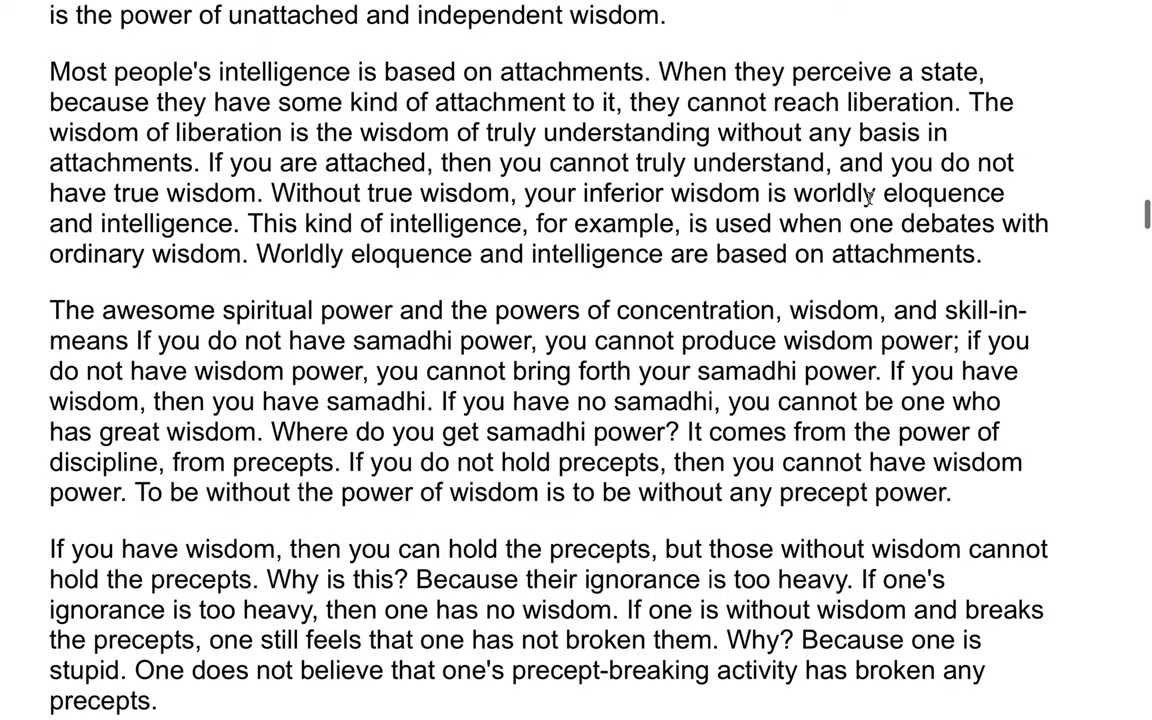 is the power of unattached and independent wisdom.
Most people's intelligence is based on attachments. When they perceive a state,
because they have some kind of attachment to it, they cannot reach liberation. The
wisdom of liberation is the wisdom of truly understanding without any basis in
attachments. If you are attached, then you cannot truly understand, and you do not
have true wisdom. Without true wisdom, your inferior wisdom is worldly eloquence
and intelligence. This kind of intelligence, for example, is used when one debates with
ordinary wisdom. Worldly eloquence and intelligence are based on attachments.
The awesome spiritual power and the powers of concentration, wisdom, and skill-in-
means If you do not have samadhi power, you cannot produce wisdom power; if you
do not have wisdom power, you cannot bring forth your samadhi power. If you have
wisdom, then you have samadhi. If you have no samadhi, you cannot be one who
has great wisdom. Where do you get samadhi power? It comes from the power of
discipline, from precepts. If you do not hold precepts, then you cannot have wisdom
power. To be without the power of wisdom is to be without any precept power.
If you have wisdom, then you can hold the precepts, but those without wisdom cannot
hold the precepts. Why is this? Because their ignorance is too heavy. If one's
ignorance is too heavy, then one has no wisdom. If one is without wisdom and breaks
the precepts, one still feels that one has not broken them. Why? Because one is
stupid. One does not believe that one's precept-breaking activity has broken any
precepts.